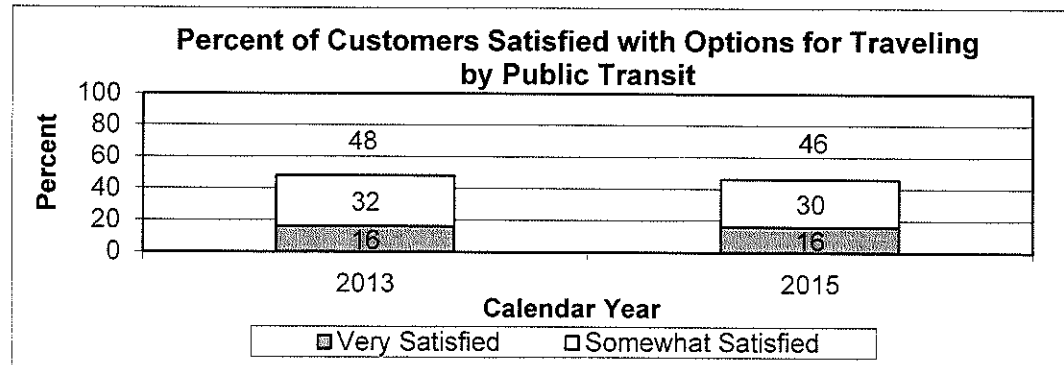 Percent of Customers Satisfied with Options for Traveling
by Public Transit
Percent
100
80
60
40
20
0
48
32
16
46
30
16
2013
2015
Calendar Year
Very Satisfied
Somewhat Satisfied